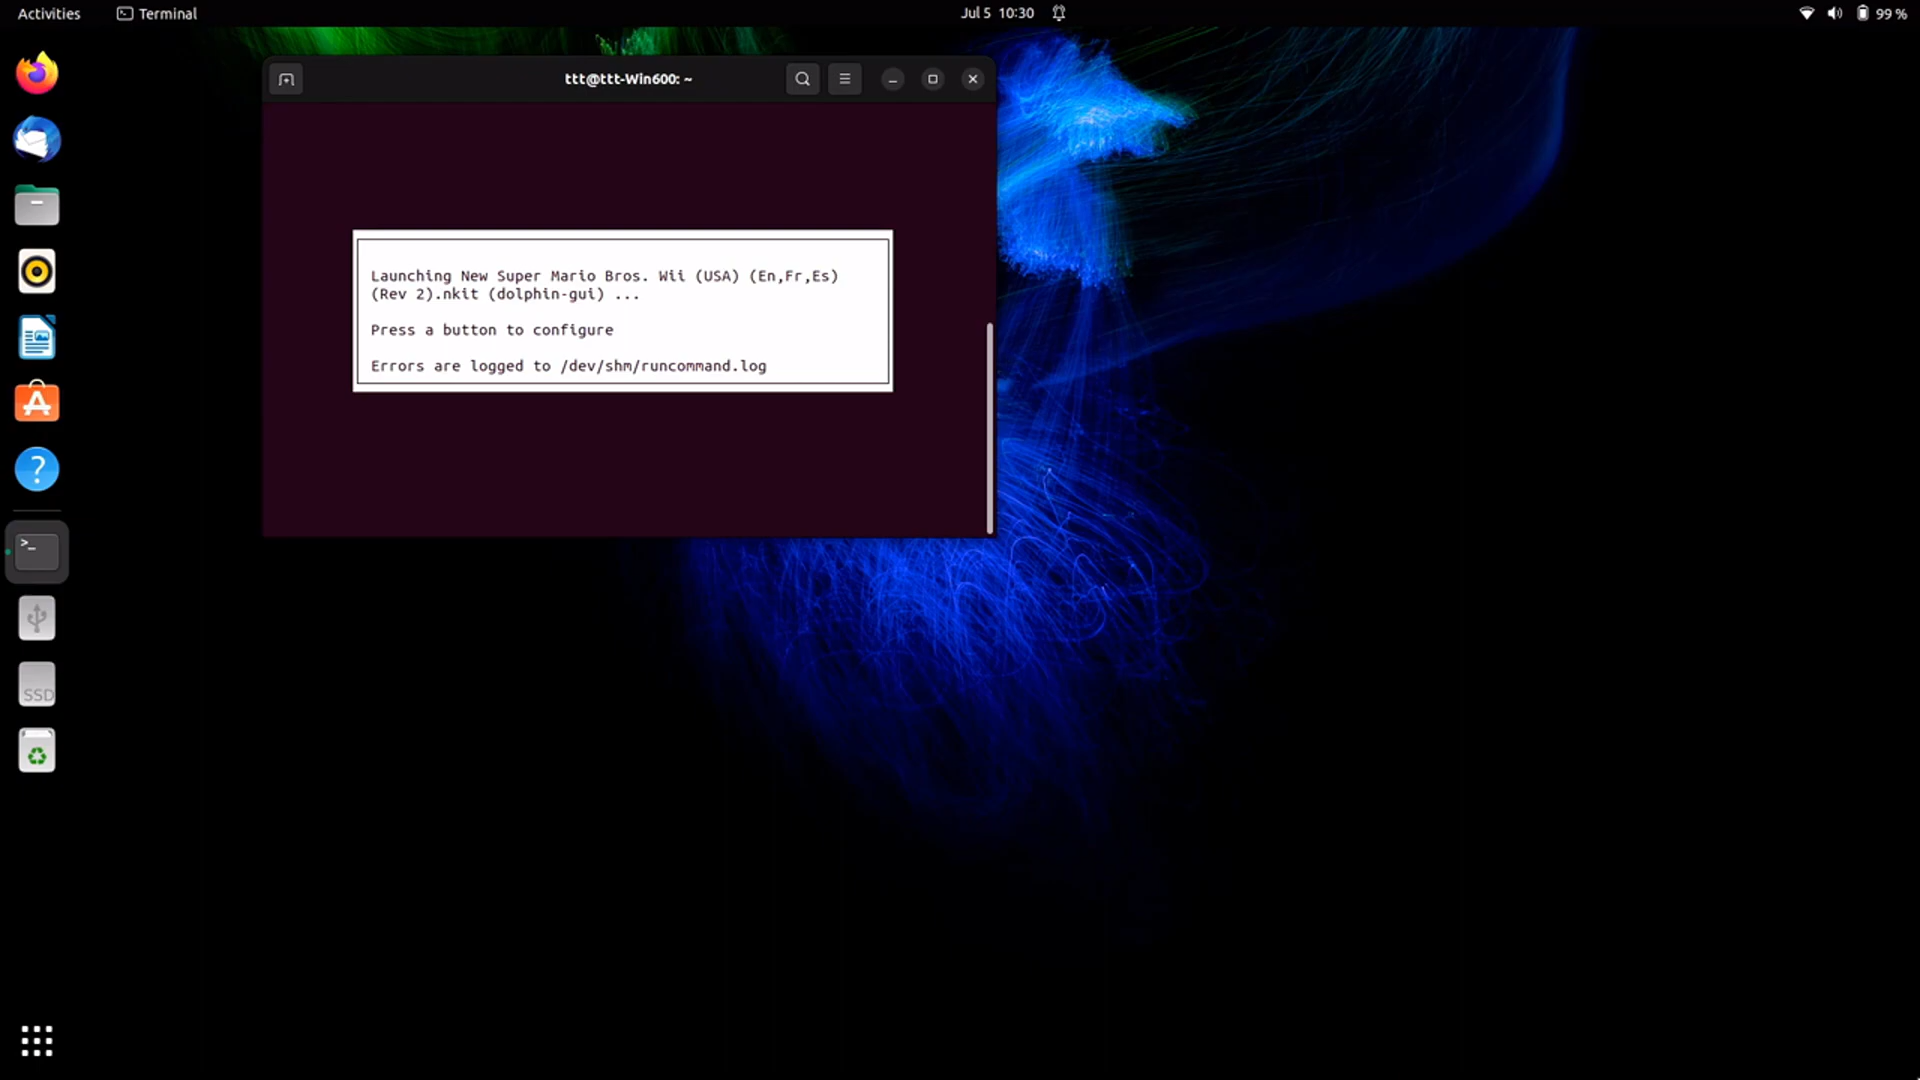 Activities
Terminal
Jul 5 10:30
99 %
ttt@ttt-Win600: ~
Launching New Super Mario Bros. Wii (USA) (En,Fr,Es)
(Rev 2).nkit (dolphin-gui) ...
Press a button to configure
Errors are logged to /dev/shm/runcommand.log
>_
SSD